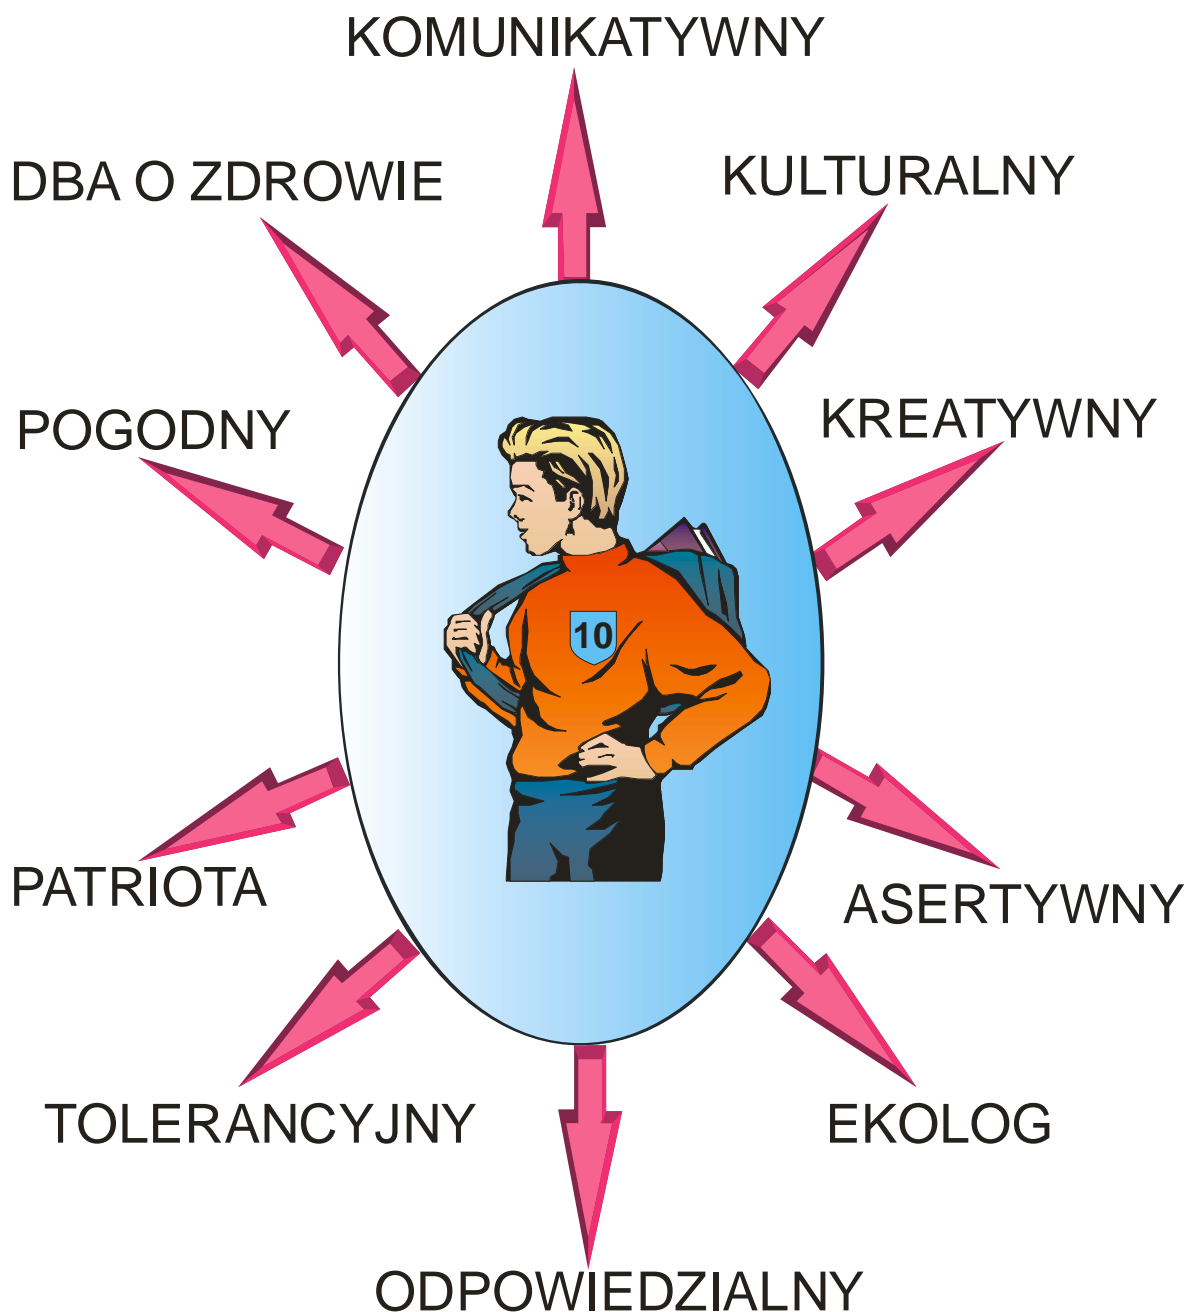 KOMUNIKATYWNY
DBA O ZDROWIE
KULTURALNY
POGODNY
KREATYWNY
10
PATRIOTA
ASERTYWNY
TOLERANCYJNY
EKOLOG
ODPOWIEDZIALNY